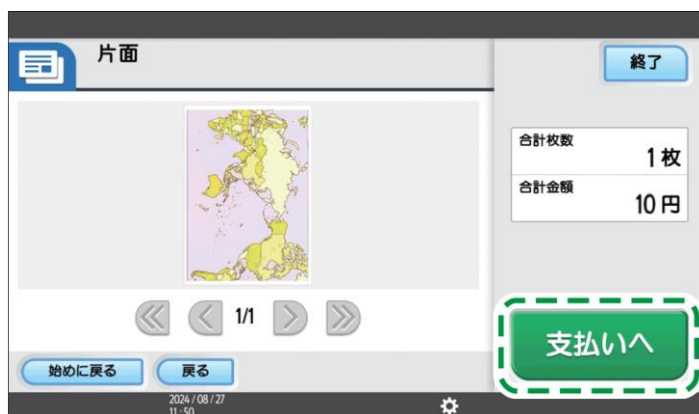 片面
終了
合計枚数
1枚
合計金額
10円
1/1
支払いへ
始めに戻る
戻る
2024/08/27
11:50